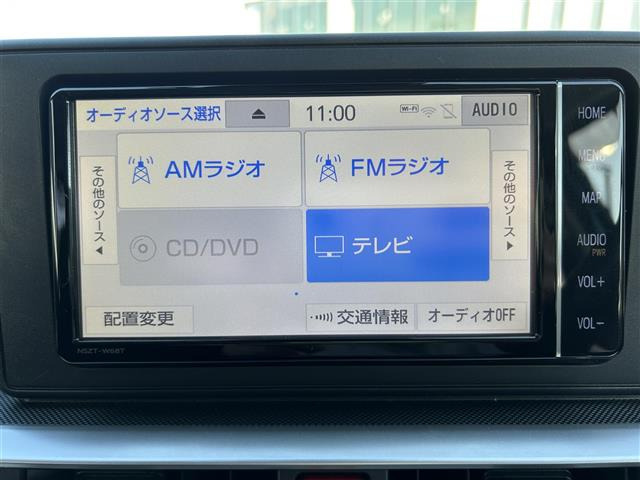 オーディオソース選択
11:00
Wi-Fi
AUDIO
その他のソース
AMラジオ
FMラジオ
その他のソース
CD/DVD
テレビ
配置変更
交通情報
オーディオOFF
NSZT-W68T
HOME
MENU
MAP
AUDIO
PWR
VOL+
VOL−